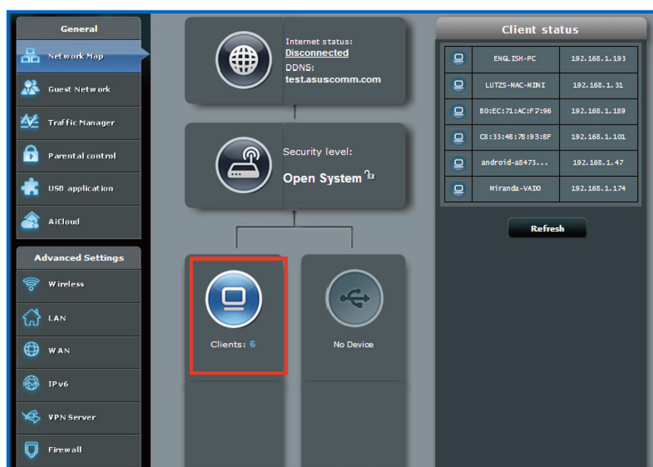 General
Network Map
Guest Network
Traffic Manager
Parental control
USB application
AiCloud
Advanced Settings
Wireless
LAN
WAN
IPv6
VPN Server
Firewall
Internet status:
Disconnected
DDNS:
test.asuscomm.com
Security level:
Open System
Clients: 6
No Device
Client status
ENGLISH-PC 192.168.1.193
LUTZS-MAC-MINI 192.168.1.31
80:EC:71:AC:F7:96 192.168.1.189
C8:33:4B:7B:93:8F 192.168.1.101
android-a8473... 192.168.1.47
Miranda-VAIO 192.168.1.174
Refresh